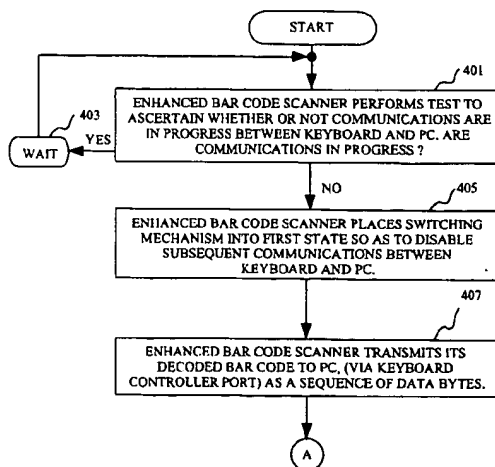 START
401
ENHANCED BAR CODE SCANNER PERFORMS TEST TO
ASCERTAIN WHETHER OR NOT COMMUNICATIONS ARE
IN PROGRESS BETWEEN KEYBOARD AND PC. ARE
COMMUNICATIONS IN PROGRESS ?
403
YES
WAIT
NO
405
ENHANCED BAR CODE SCANNER PLACES SWITCHING
MECHANISM INTO FIRST STATE SO AS TO DISABLE
SUBSEQUENT COMMUNICATIONS BETWEEN
KEYBOARD AND PC.
407
ENHANCED BAR CODE SCANNER TRANSMITS ITS
DECODED BAR CODE TO PC, (VIA KEYBOARD
CONTROLLER PORT) AS A SEQUENCE OF DATA BYTES.
A